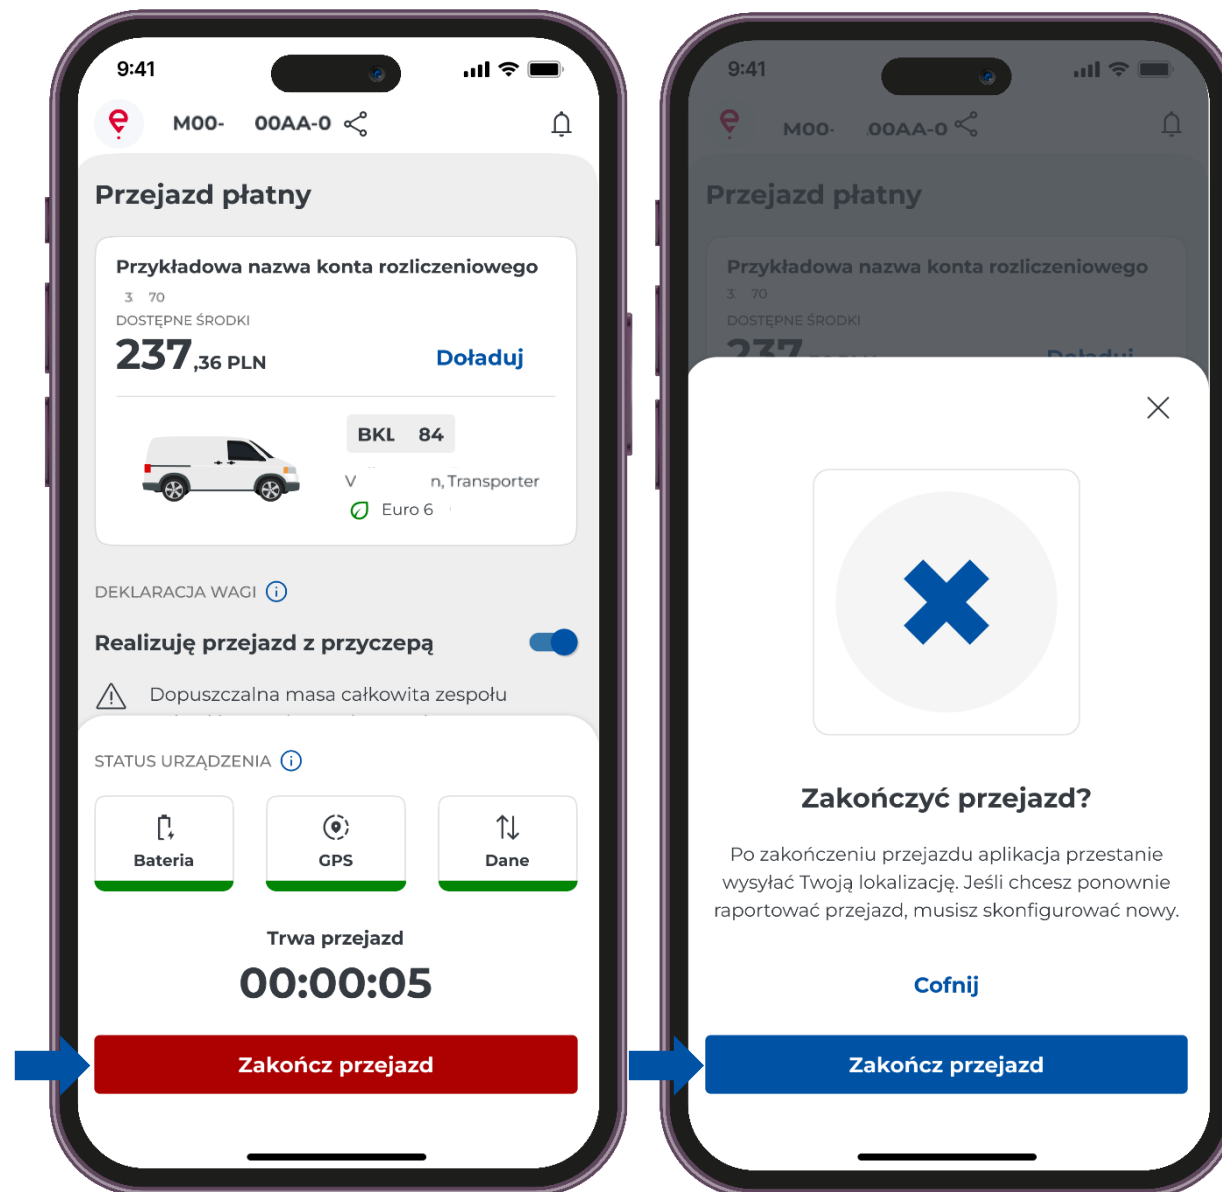 9:41
M00- 00AA-0
Przejazd płatny
Przykładowa nazwa konta rozliczeniowego
3 70
DOSTĘPNE ŚRODKI
237,36 PLN
Doładuj
BKL 84
V n, Transporter
Euro 6
DEKLARACJA WAGI
Realizuję przejazd z przyczepą
Dopuszczalna masa całkowita zespołu
STATUS URZĄDZENIA
Bateria
GPS
Dane
Trwa przejazd
00:00:05
Zakończ przejazd
9:41
M00- 00AA-0
Przejazd płatny
Przykładowa nazwa konta rozliczeniowego
3 70
DOSTĘPNE ŚRODKI
237
Doładuj
Zakończyć przejazd?
Po zakończeniu przejazdu aplikacja przestanie
wysyłać Twoją lokalizację. Jeśli chcesz ponownie
raportować przejazd, musisz skonfigurować nowy.
Cofnij
Zakończ przejazd